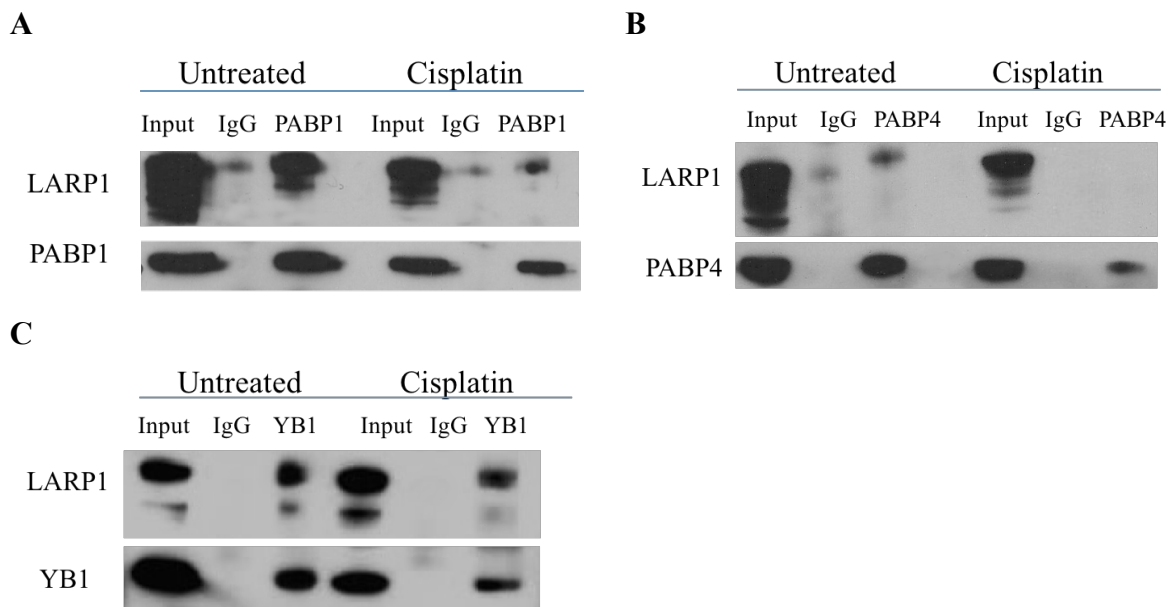 A
Untreated Cisplatin
Input IgG PABP1 Input IgG PABP1
LARP1
PABP1
B
Untreated Cisplatin
Input IgG PABP4 Input IgG PABP4
LARP1
PABP4
C
Untreated Cisplatin
Input IgG YB1 Input IgG YB1
LARP1
YB1